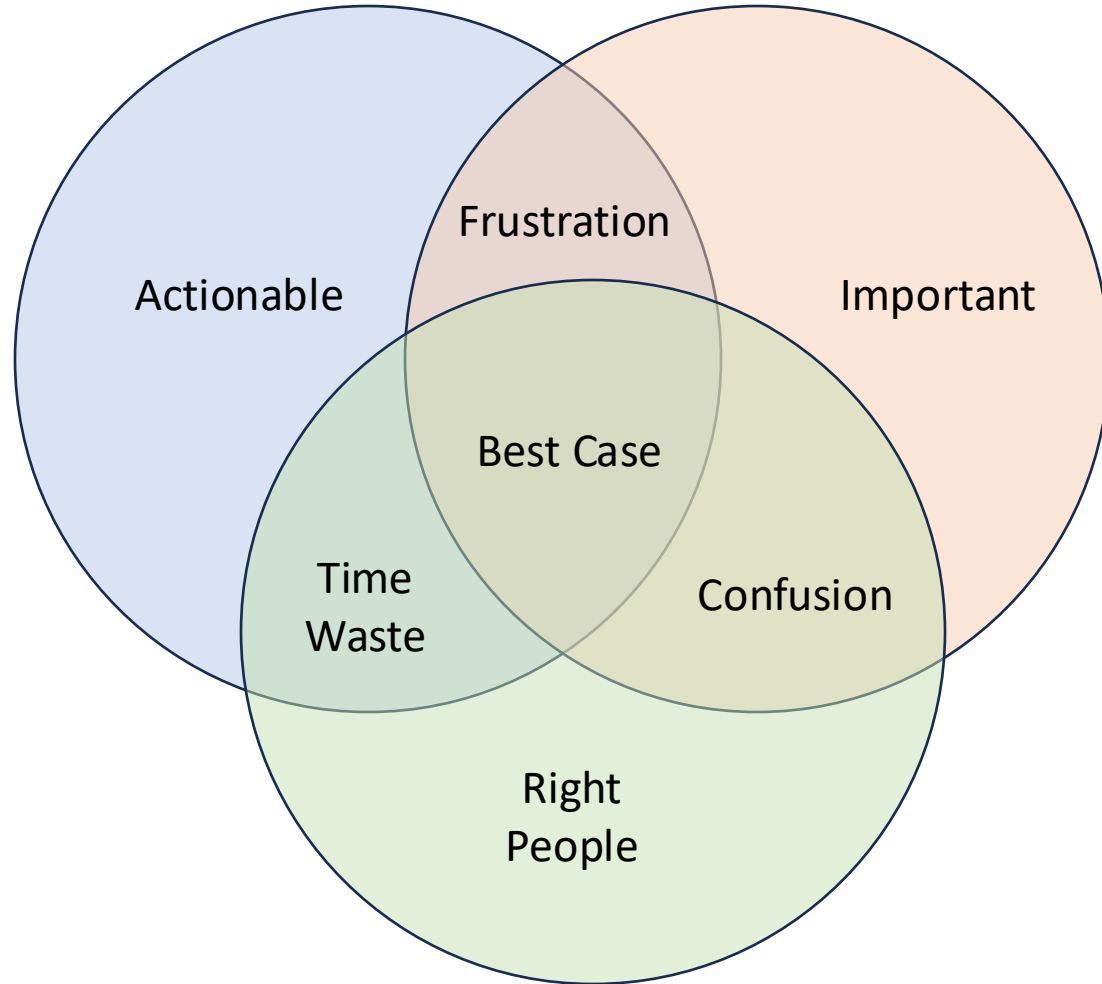 Frustration
Actionable
Important
Best Case
Time
Waste
Confusion
Right
People